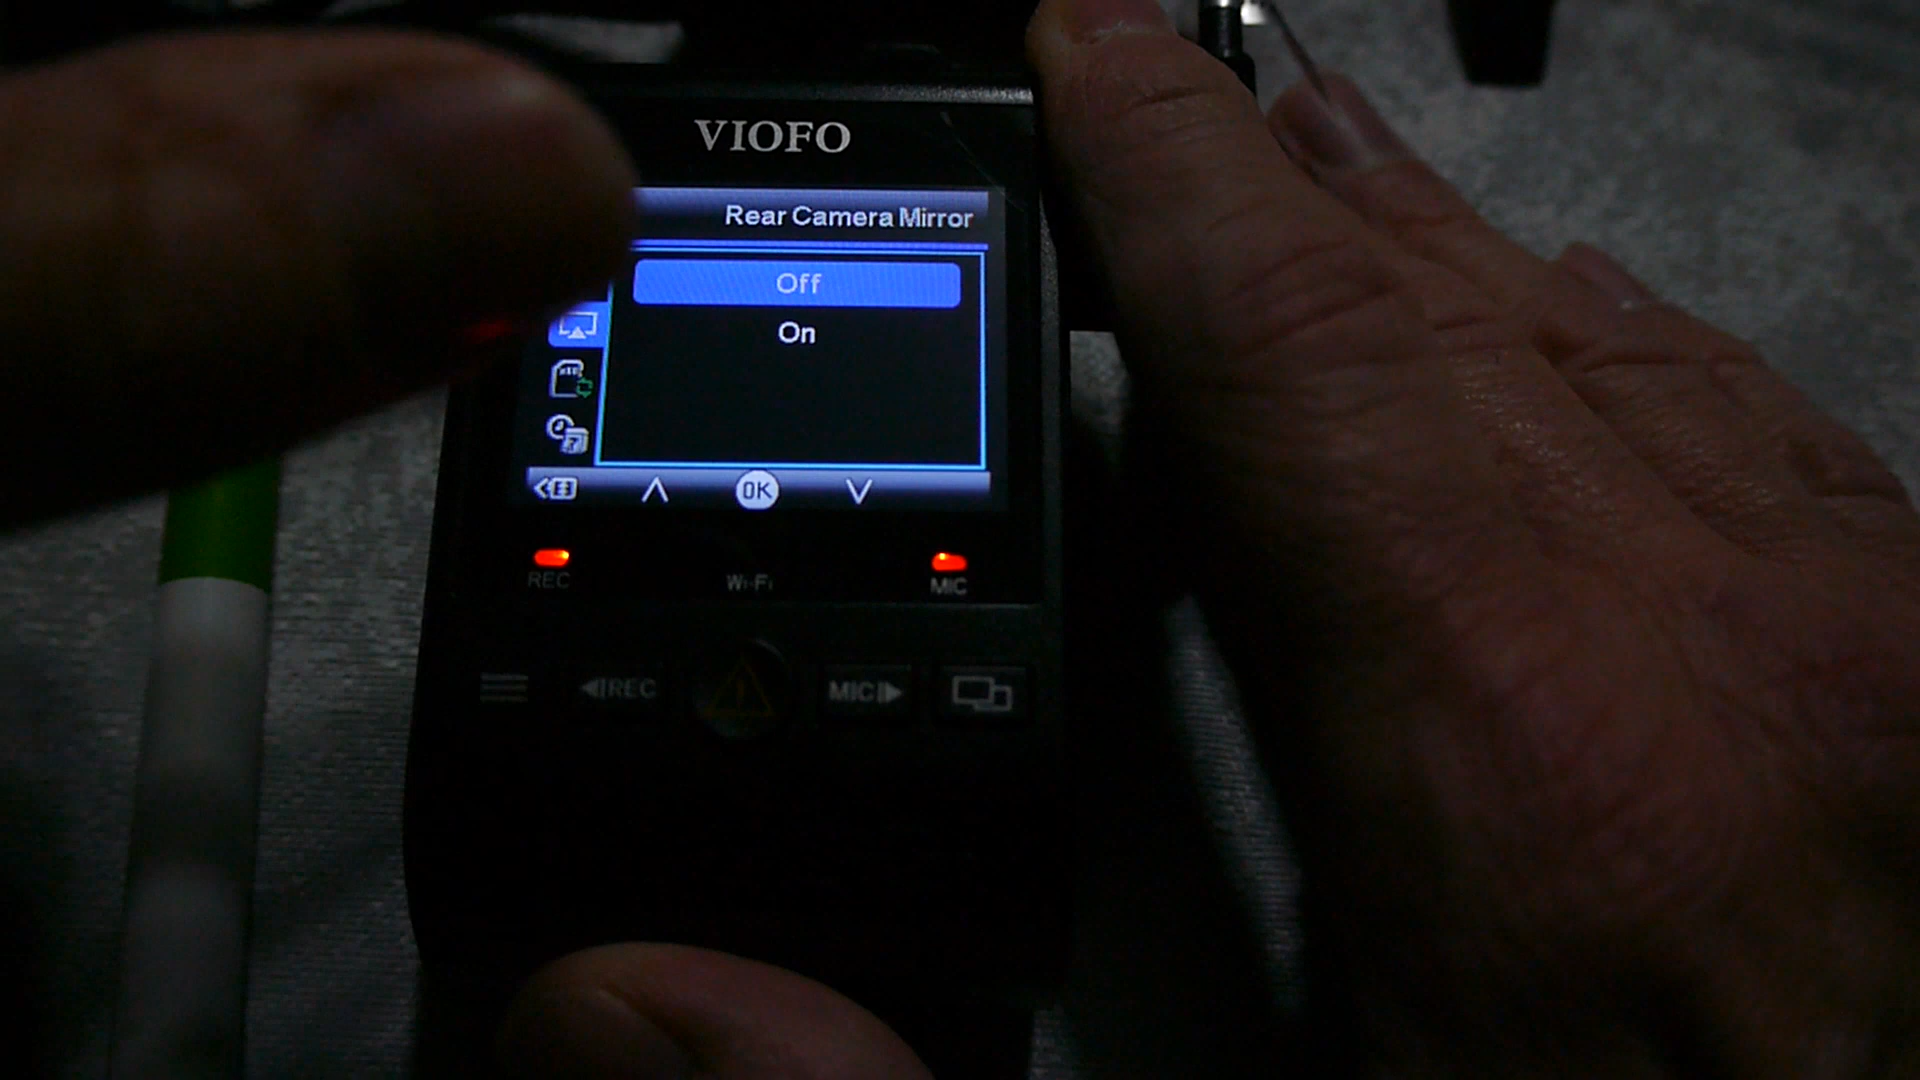 VIOFO
Rear Camera Mirror
Off
On
OK
REC
Wi-Fi
MIC
REC
MIC